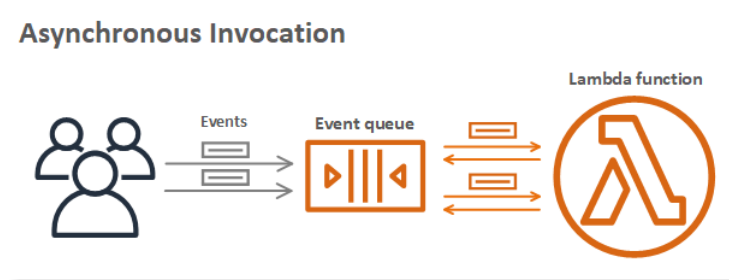 Asynchronous Invocation
Lambda function
Events
Event queue